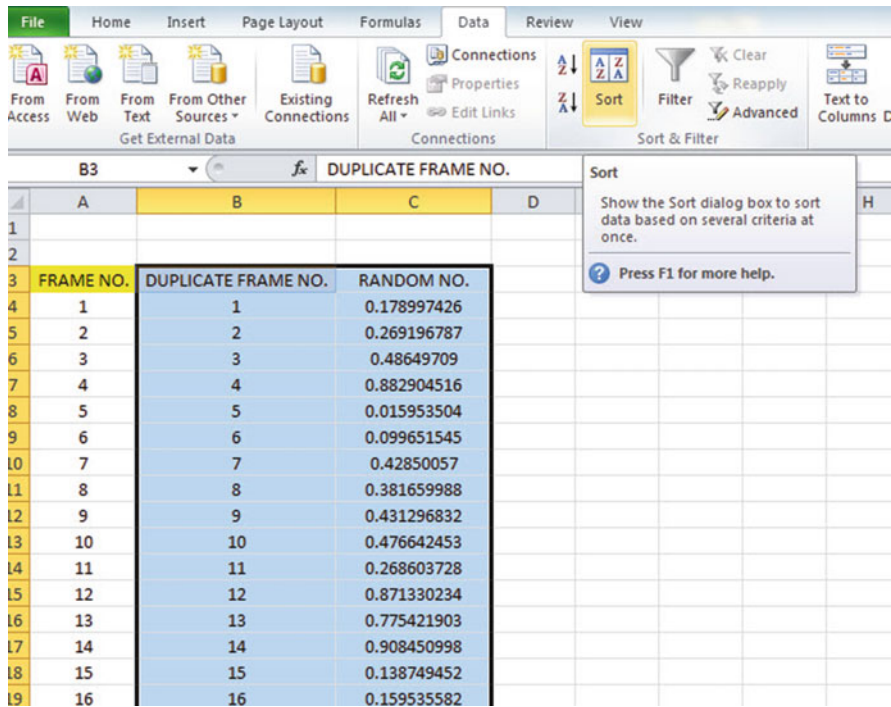 File Home Insert Page Layout Formulas Data Review View
From Access From Web From Text From Other Sources Existing Connections
Get External Data
Refresh All Connections Properties Edit Links
Connections
A Z Z A Sort Filter Clear Reapply Advanced
Sort & Filter
Text to Columns
B3 fx DUPLICATE FRAME NO.
Sort
Show the Sort dialog box to sort
data based on several criteria at
once.
Press F1 for more help.
A B C D H
1
2
3 FRAME NO. DUPLICATE FRAME NO. RANDOM NO.
4 1 1 0.178997426
5 2 2 0.269196787
6 3 3 0.48649709
7 4 4 0.882904516
8 5 5 0.015953504
9 6 6 0.099651545
10 7 7 0.42850057
11 8 8 0.381659988
12 9 9 0.431296832
13 10 10 0.476642453
14 11 11 0.268603728
15 12 12 0.871330234
16 13 13 0.775421903
17 14 14 0.908450998
18 15 15 0.138749452
19 16 16 0.159535582